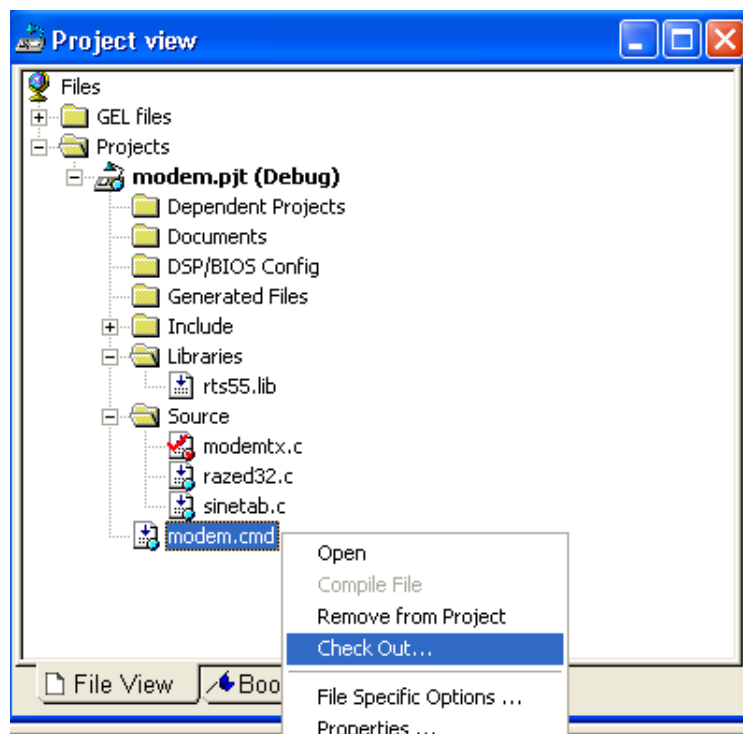 Project view
Files
GEL files
Projects
modem.pjt (Debug)
Dependent Projects
Documents
DSP/BIOS Config
Generated Files
Include
Libraries
rts55.lib
Source
modemtx.c
razed32.c
sinetab.c
modem.cmd
Open
Compile File
Remove from Project
Check Out...
File View
Boo
File Specific Options ...
Properties ...